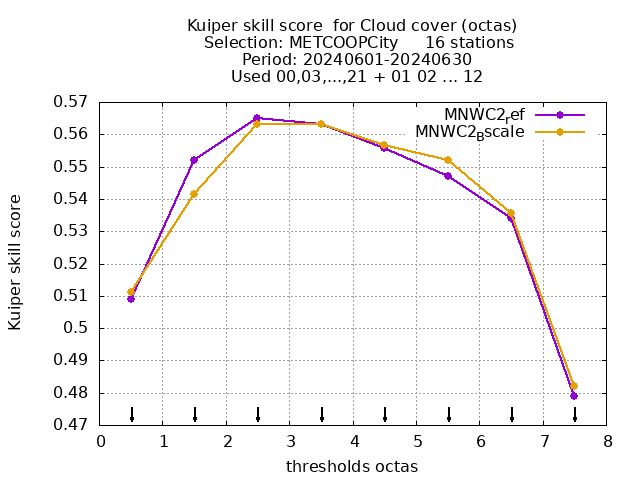 Kuiper skill score  for Cloud cover (octas)
Selection: METCOOPCity     16 stations
Period: 20240601-20240630
Used 00,03,...,21 + 01 02 ... 12
MNWC2ref
MNWC2Bscale
0.57
0.56
0.55
0.54
0.53
0.52
0.51
0.5
0.49
0.48
0.47
Kuiper skill score
0 1 2 3 4 5 6 7 8
thresholds octas